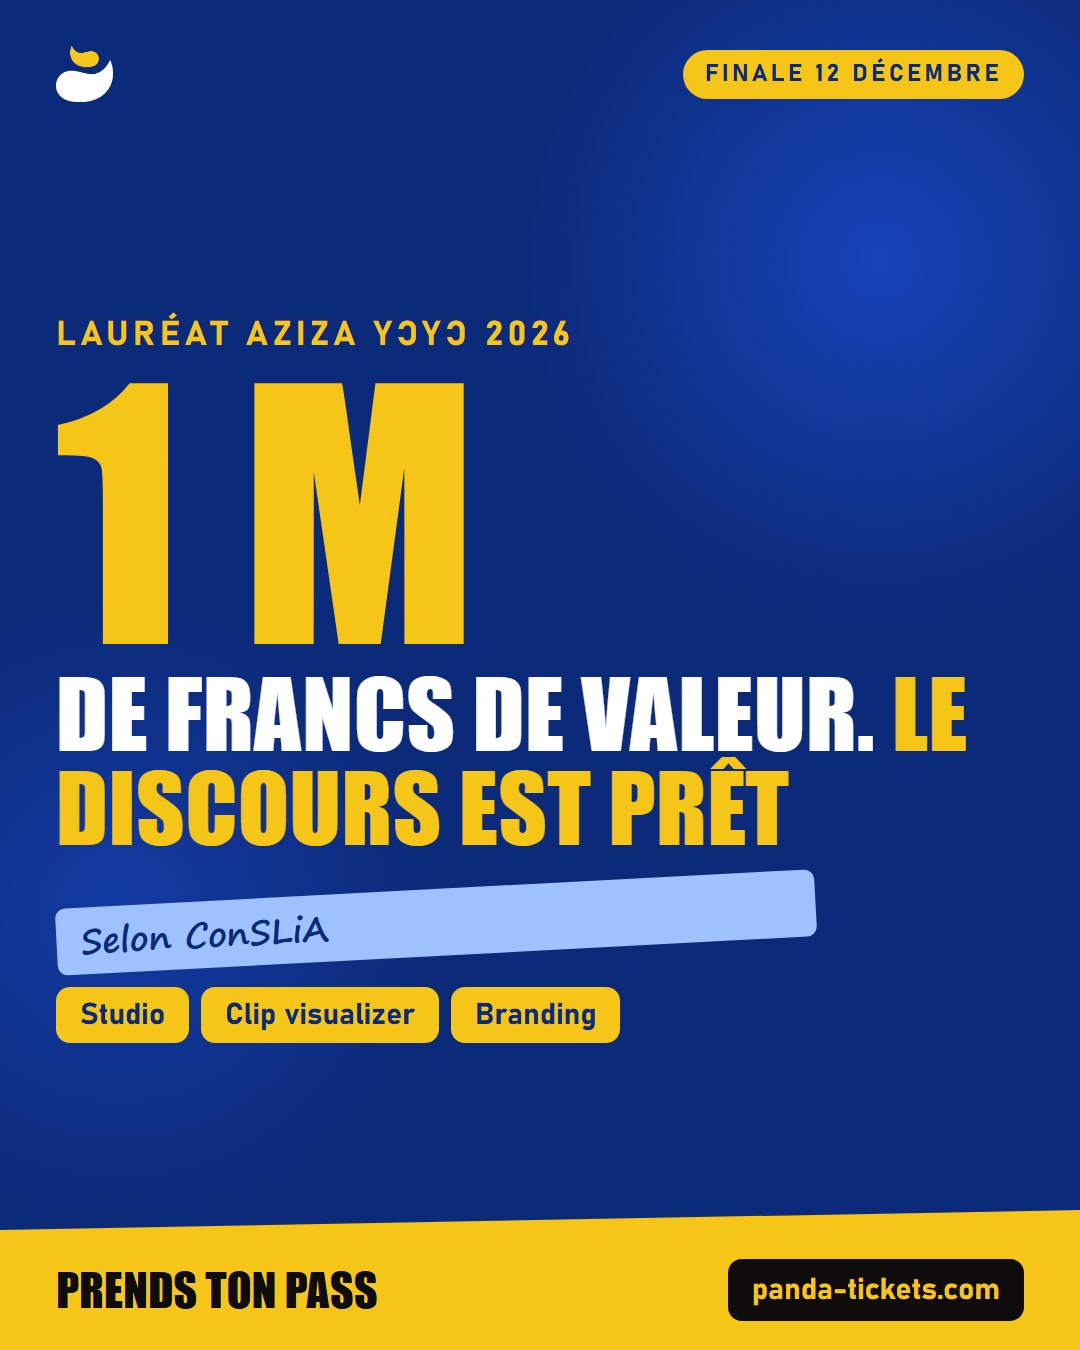 FINALE 12 DÉCEMBRE
LAURÉAT AZIZA YƆYƆ 2026
1 M
DE FRANCS DE VALEUR. LE
DISCOURS EST PRÊT
Selon ConSLiA
Studio
Clip visualizer
Branding
PRENDS TON PASS
panda-tickets.com